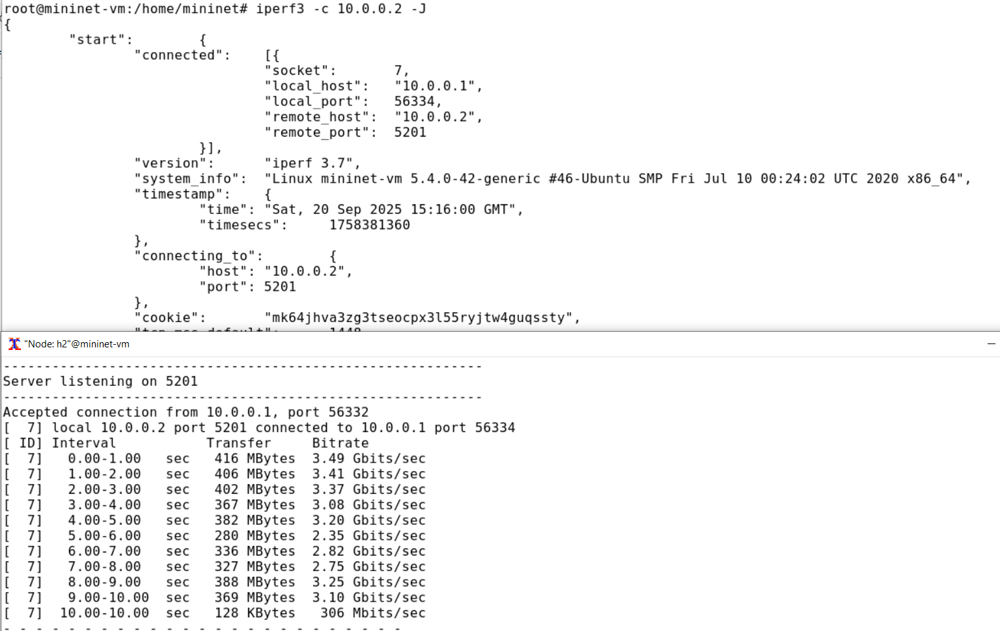 root@mininet-vm:/home/mininet# iperf3 -c 10.0.0.2 -J
{
"start": {
"connected": [{
"socket": 7,
"local_host": "10.0.0.1",
"local_port": 56334,
"remote_host": "10.0.0.2",
"remote_port": 5201
}],
"version": "iperf 3.7",
"system_info": "Linux mininet-vm 5.4.0-42-generic #46-Ubuntu SMP Fri Jul 10 00:24:02 UTC 2020 x86_64",
"timestamp": {
"time": "Sat, 20 Sep 2025 15:16:00 GMT",
"timesecs": 1758381360
},
"connecting_to": {
"host": "10.0.0.2",
"port": 5201
},
"cookie": "mk64jhva3zg3tseocpx3l55ryjtw4guqssty",
"tcp_mss_default": 1448
"Node: h2"@mininet-vm
-----------------------------------------------------------
Server listening on 5201
-----------------------------------------------------------
Accepted connection from 10.0.0.1, port 56332
[  7] local 10.0.0.2 port 5201 connected to 10.0.0.1 port 56334
[ ID] Interval           Transfer     Bitrate
[  7]   0.00-1.00   sec   416 MBytes  3.49 Gbits/sec
[  7]   1.00-2.00   sec   406 MBytes  3.41 Gbits/sec
[  7]   2.00-3.00   sec   402 MBytes  3.37 Gbits/sec
[  7]   3.00-4.00   sec   367 MBytes  3.08 Gbits/sec
[  7]   4.00-5.00   sec   382 MBytes  3.20 Gbits/sec
[  7]   5.00-6.00   sec   280 MBytes  2.35 Gbits/sec
[  7]   6.00-7.00   sec   336 MBytes  2.82 Gbits/sec
[  7]   7.00-8.00   sec   327 MBytes  2.75 Gbits/sec
[  7]   8.00-9.00   sec   388 MBytes  3.25 Gbits/sec
[  7]   9.00-10.00  sec   369 MBytes  3.10 Gbits/sec
[  7]  10.00-10.00  sec   128 KBytes   306 Mbits/sec
- - - - - - - - - - - - - - - - - - - - - - - - -